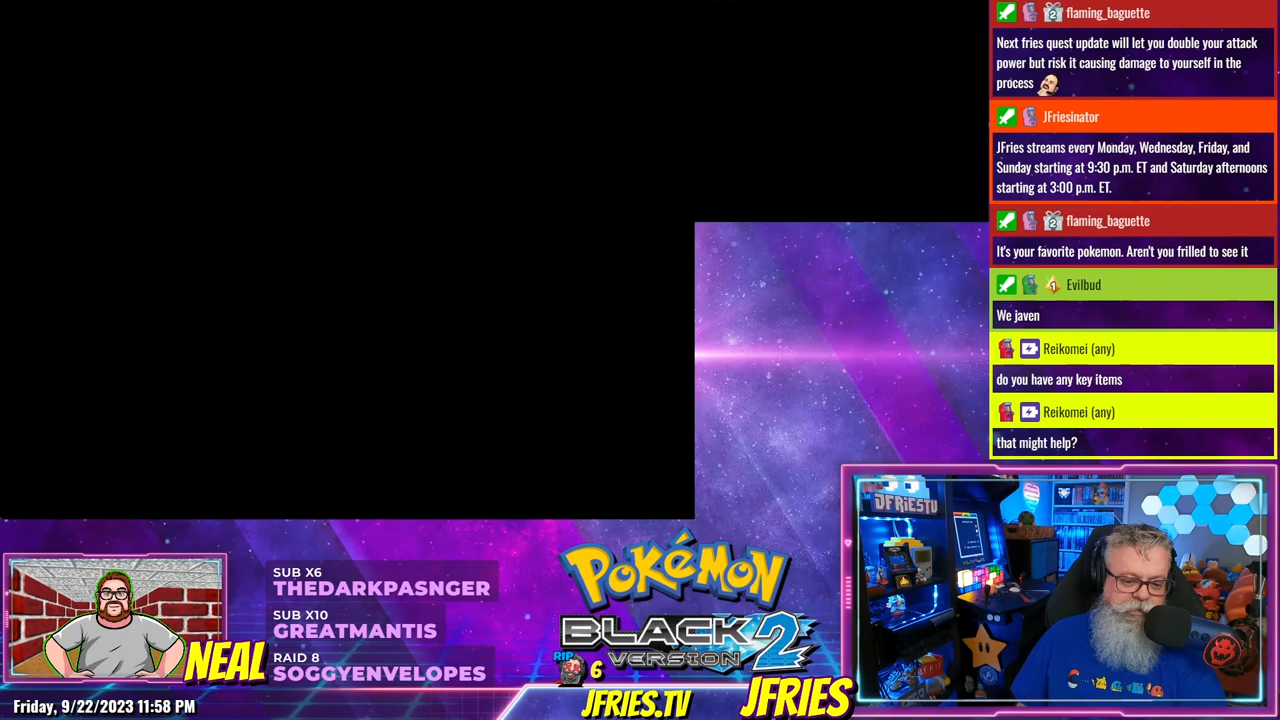 flaming_baguette
Next fries quest update will let you double your attack
power but risk it causing damage to yourself in the
process
JFriesinator
JFries streams every Monday, Wednesday, Friday, and
Sunday starting at 9:30 p.m. ET and Saturday afternoons
starting at 3:00 p.m. ET.
flaming_baguette
It's your favorite pokemon. Aren't you frilled to see it
Evilbud
We javen
Reikomei (any)
do you have any key items
Reikomei (any)
that might help?
JFRIESTV
SUB X6
THEDARKPASNGER
SUB X10
GREATMANTIS
RAID 8
SOGGYENVELOPES
NEAL
POKéMON
BLACK 2
VERSION
RIP
6
JFRIES.TV
JFRIES
Friday, 9/22/2023 11:58 PM